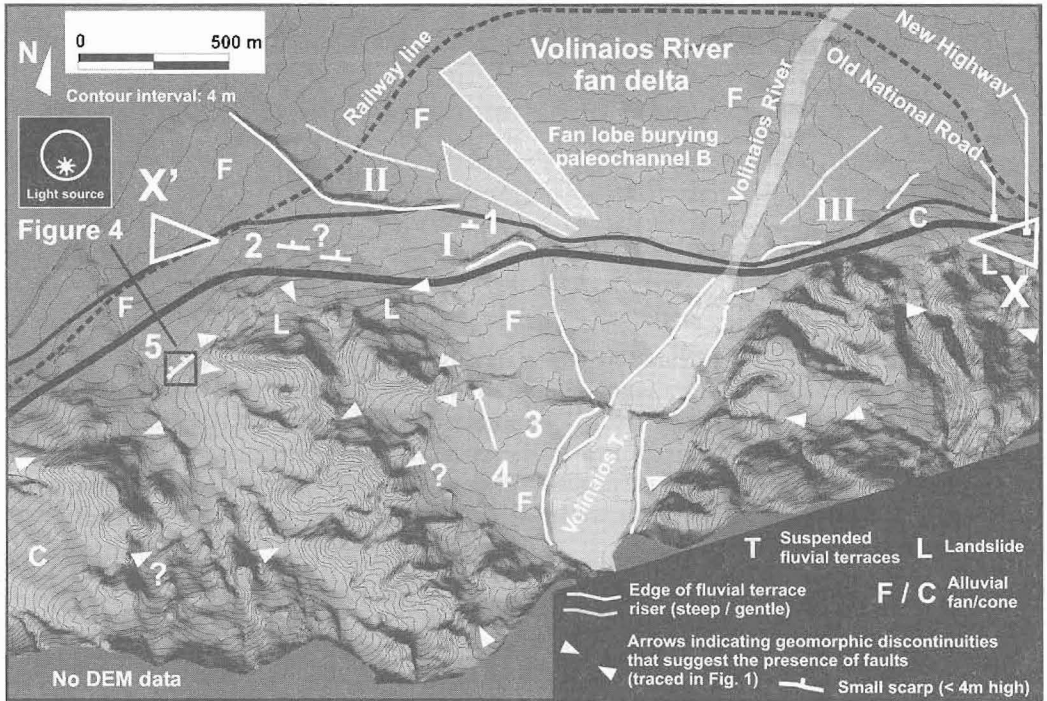 0 500 m
N
Contour interval: 4 m
Light source
Volinaios River
fan delta
New Highway
Old National Road
Railway line
F
F
F
Volinaios River
Fan lobe burying
paleochannel B
X'
II
III
C
Figure 4
1
2
?
I
L
X
F
L
L
F
5
3
?
4
F
Volinaios T.
C
?
T Suspended
fluvial terraces
L Landslide
Edge of fluvial terrace
riser (steep / gentle)
F / C Alluvial
fan/cone
Arrows indicating geomorphic discontinuities
that suggest the presence of faults
(traced in Fig. 1)
Small scarp (< 4m high)
No DEM data